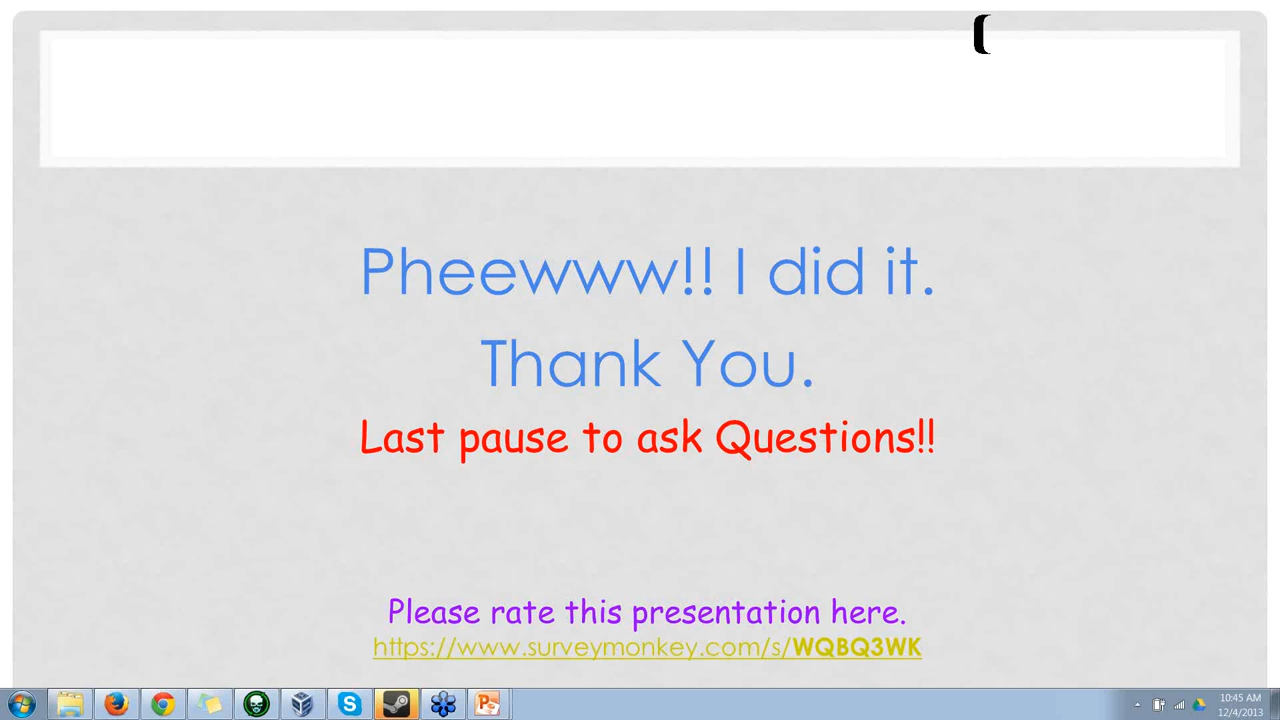 Pheewww!! I did it.
Thank You.
Last pause to ask Questions!!
Please rate this presentation here.
https://www.surveymonkey.com/s/WQBQ3WK
10:45 AM
12/4/2013